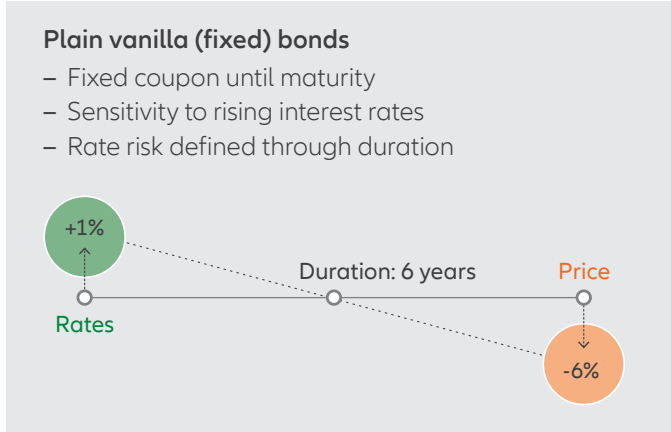 Plain vanilla (fixed) bonds
– Fixed coupon until maturity
– Sensitivity to rising interest rates
– Rate risk defined through duration
+1%
Duration: 6 years
Price
Rates
-6%